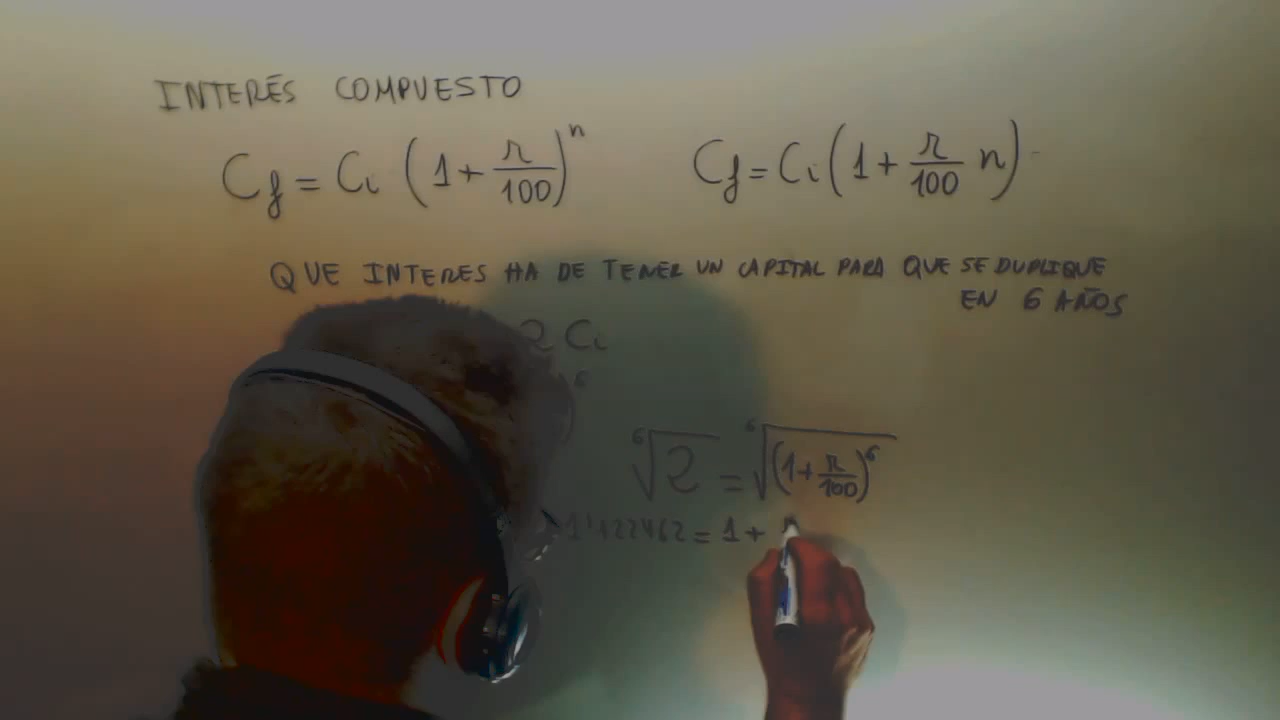 INTERÉS COMPUESTO
Cf = Ci (1 + r/100)^n
Cf = Ci (1 + r/100 n)
QUE INTERES HA DE TENER UN CAPITAL PARA QUE SE DUPLIQUE
EN 6 AÑOS
2 Ci
6
⁶√2 = ⁶√(1 + r/100)^6
1'122462 = 1 +